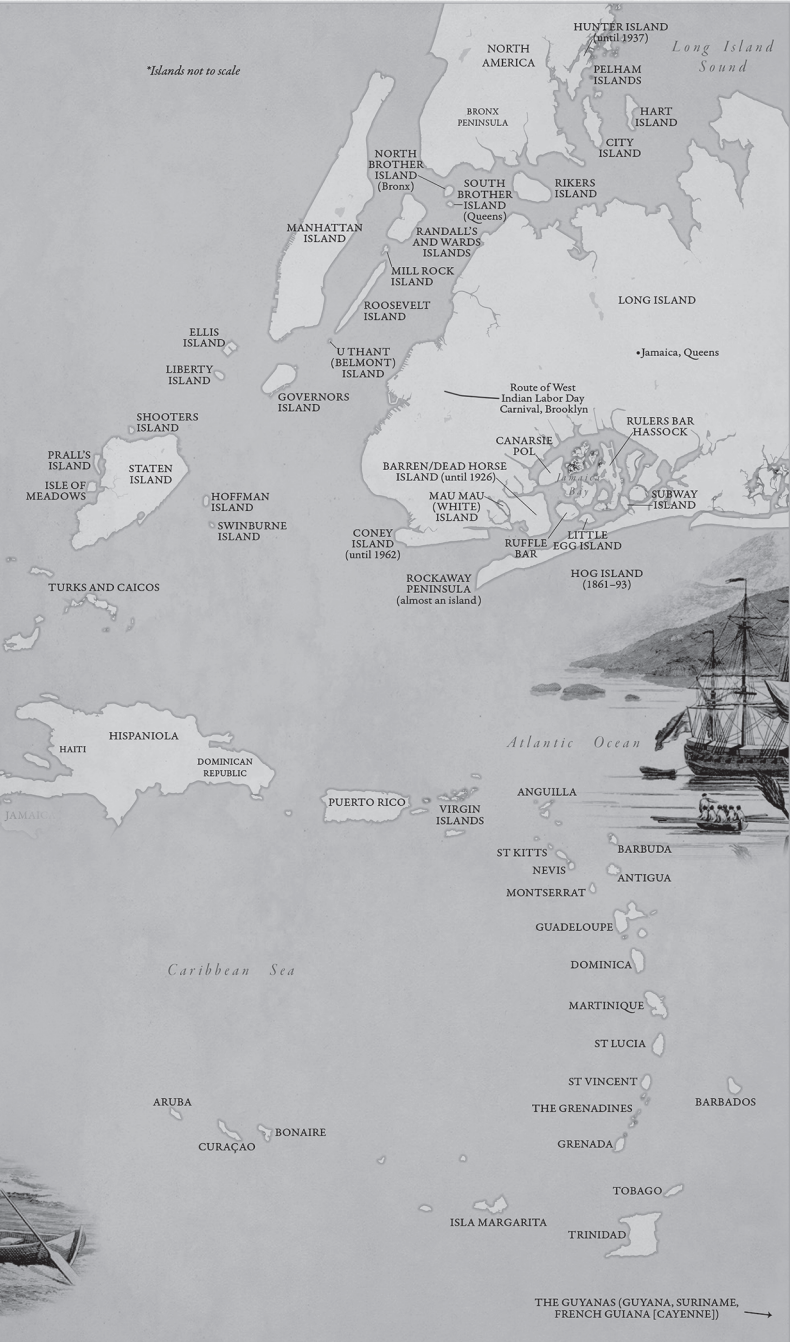 HUNTER ISLAND
(until 1937)
Long Island
Sound
NORTH
AMERICA
*Islands not to scale
PELHAM
ISLANDS
BRONX
PENINSULA
HART
ISLAND
CITY
ISLAND
NORTH
BROTHER
ISLAND
(Bronx)
SOUTH
BROTHER
ISLAND
(Queens)
RIKERS
ISLAND
MANHATTAN
ISLAND
RANDALL'S
AND WARDS
ISLANDS
MILL ROCK
ISLAND
ROOSEVELT
ISLAND
LONG ISLAND
ELLIS
ISLAND
U THANT
(BELMONT)
ISLAND
•Jamaica, Queens
LIBERTY
ISLAND
GOVERNORS
ISLAND
Route of West
Indian Labor Day
Carnival, Brooklyn
SHOOTERS
ISLAND
RULERS BAR
HASSOCK
CANARSIE
POL
PRALL'S
ISLAND
STATEN
ISLAND
BARREN/DEAD HORSE
ISLAND (until 1926)
Jamaica
Bay
ISLE OF
MEADOWS
HOFFMAN
ISLAND
MAU MAU
(WHITE)
ISLAND
SUBWAY
ISLAND
SWINBURNE
ISLAND
CONEY
ISLAND
(until 1962)
RUFFLE
BAR
LITTLE
EGG ISLAND
ROCKAWAY
PENINSULA
(almost an island)
HOG ISLAND
(1861–93)
TURKS AND CAICOS
HISPANIOLA
HAITI
DOMINICAN
REPUBLIC
Atlantic Ocean
JAMAICA
PUERTO RICO
VIRGIN
ISLANDS
ANGUILLA
ST KITTS
BARBUDA
NEVIS
ANTIGUA
MONTSERRAT
GUADELOUPE
DOMINICA
Caribbean Sea
MARTINIQUE
ST LUCIA
ST VINCENT
ARUBA
BARBADOS
THE GRENADINES
BONAIRE
CURAÇAO
GRENADA
TOBAGO
ISLA MARGARITA
TRINIDAD
THE GUYANAS (GUYANA, SURINAME,
FRENCH GUIANA [CAYENNE])